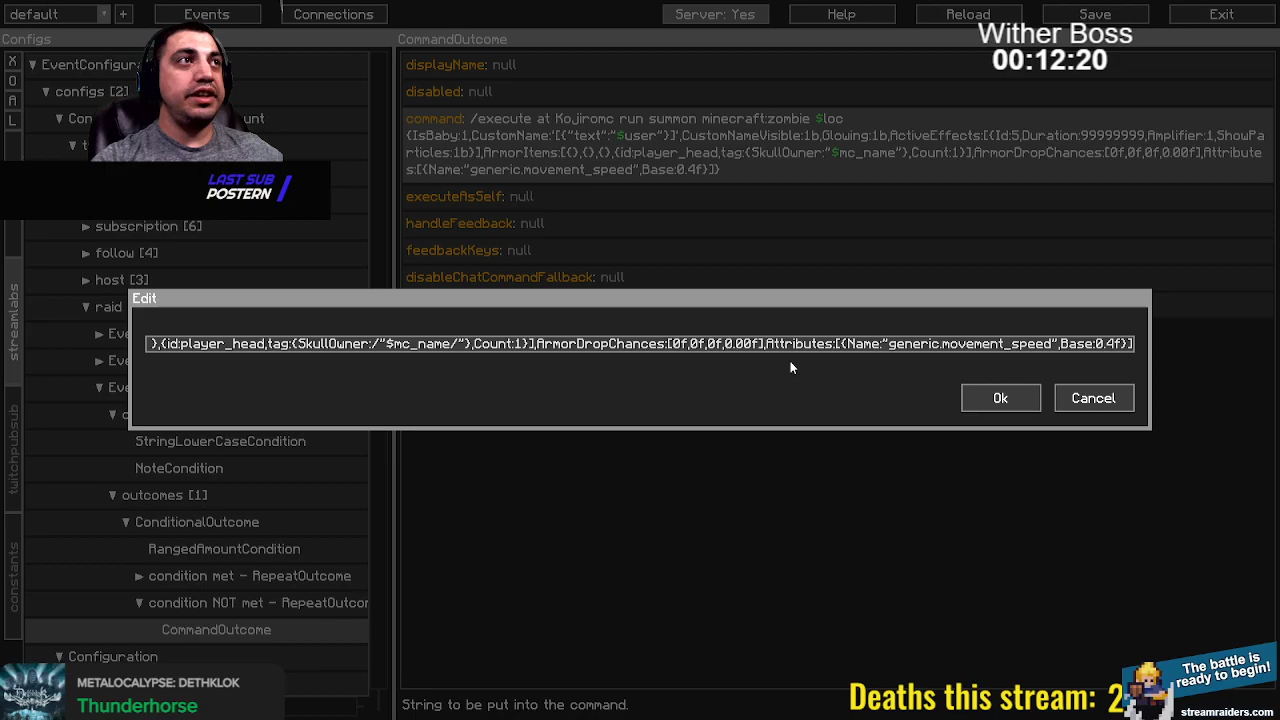 default
+
Events
Connections
Server: Yes
Help
Reload
Save
Exit
Configs
CommandOutcome
Wither Boss
00:12:20
X
O
A
L
EventConfigura
configs [2]
Con
unt
displayName: null
disabled: null
command: /execute at Kojiromc run summon minecraft:zombie $loc
{IsBaby:1,CustomName:'[{"text":"$user"}]',CustomNameVisible:1b,Glowing:1b,ActiveEffects:[{Id:5,Duration:99999999,Amplifier:1,ShowPa
rticles:1b}],ArmorItems:[{},{},{},{id:player_head,tag:{SkullOwner:"$mc_name"},Count:1}],ArmorDropChances:[0f,0f,0f,0.00f],Attribute
s:[{Name:"generic.movement_speed",Base:0.4f}]}
executeAsSelf: null
handleFeedback: null
feedbackKeys: null
disableChatCommandFallback: null
LAST SUB
POSTERN
subscription [6]
follow [4]
host [3]
raid
Eve
Eve
Eve
streamlabs
twitchpubsub
constants
Edit
},{id:player_head,tag:{SkullOwner:/"$mc_name/"},Count:1}],ArmorDropChances:[0f,0f,0f,0.00f],Attributes:[{Name:"generic.movement_speed",Base:0.4f}]
Ok
Cancel
StringLowerCaseCondition
NoteCondition
outcomes [1]
ConditionalOutcome
RangedAmountCondition
condition met - RepeatOutcome
condition NOT met - RepeatOutcor
CommandOutcome
Configuration
METALOCALYPSE: DETHKLOK
Thunderhorse
String to be put into the command.
Deaths this stream: 2
The battle is
ready to begin!
streamraiders.com